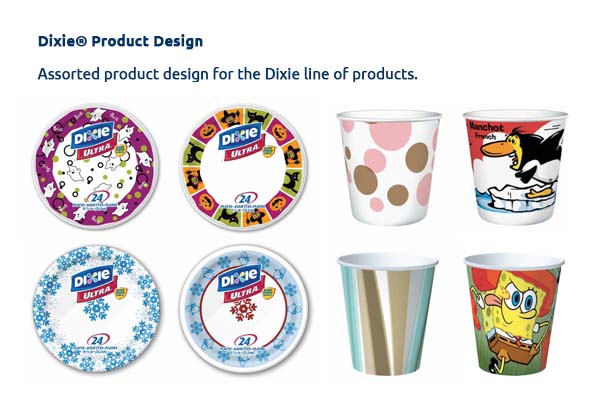 Dixie® Product Design
Assorted product design for the Dixie line of products.
DIXIE
ULTRA
24
DIXIE
ULTRA
24
Manchot
French
DIXIE
ULTRA
24
DIXIE
ULTRA
24